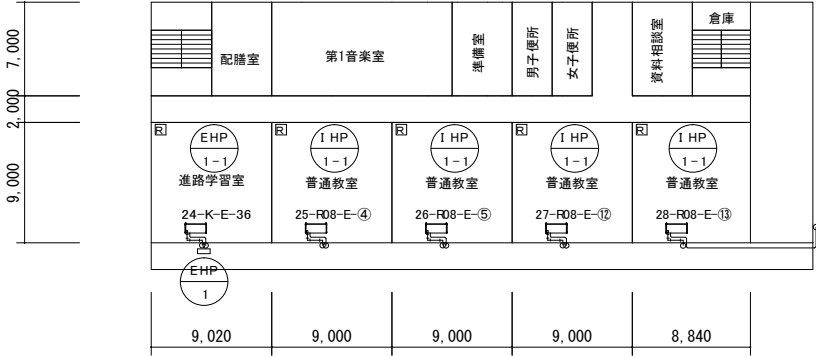 7,000
2,000
9,000
配膳室
第1音楽室
準備室
男子便所
女子便所
資料相談室
倉庫
R
EHP
1-1
進路学習室
24-K-E-36
R
I HP
1-1
普通教室
25-R08-E-④
R
I HP
1-1
普通教室
26-R08-E-⑤
R
I HP
1-1
普通教室
27-R08-E-⑫
R
I HP
1-1
普通教室
28-R08-E-⑬
EHP
1
9,020
9,000
9,000
9,000
8,840